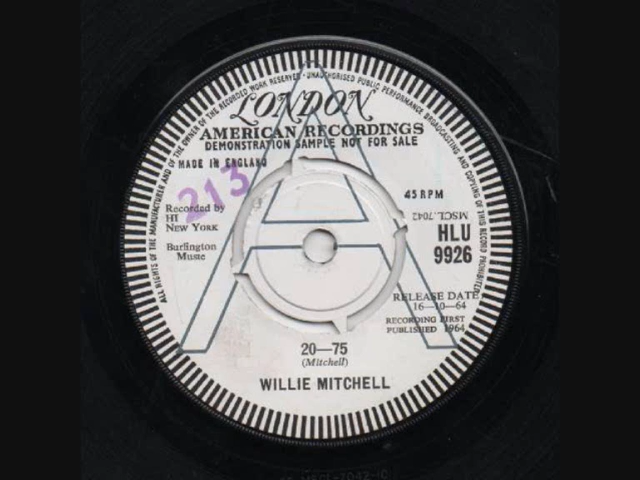 ALL RIGHTS OF THE MANUFACTURER AND OF THE OWNER OF THE RECORDED WORK RESERVED · UNAUTHORISED PUBLIC PERFORMANCE BROADCASTING AND COPYING OF THIS RECORD PROHIBITED
A
LONDON
AMERICAN RECORDINGS
DEMONSTRATION SAMPLE NOT FOR SALE
MADE IN ENGLAND
213
Recorded by
HI
New York
Burlington
Music
45 RPM
MSCL.7042
HLU
9926
RELEASE DATE
16-10-64
RECORDING FIRST
PUBLISHED 1964
20—75
(Mitchell)
WILLIE MITCHELL